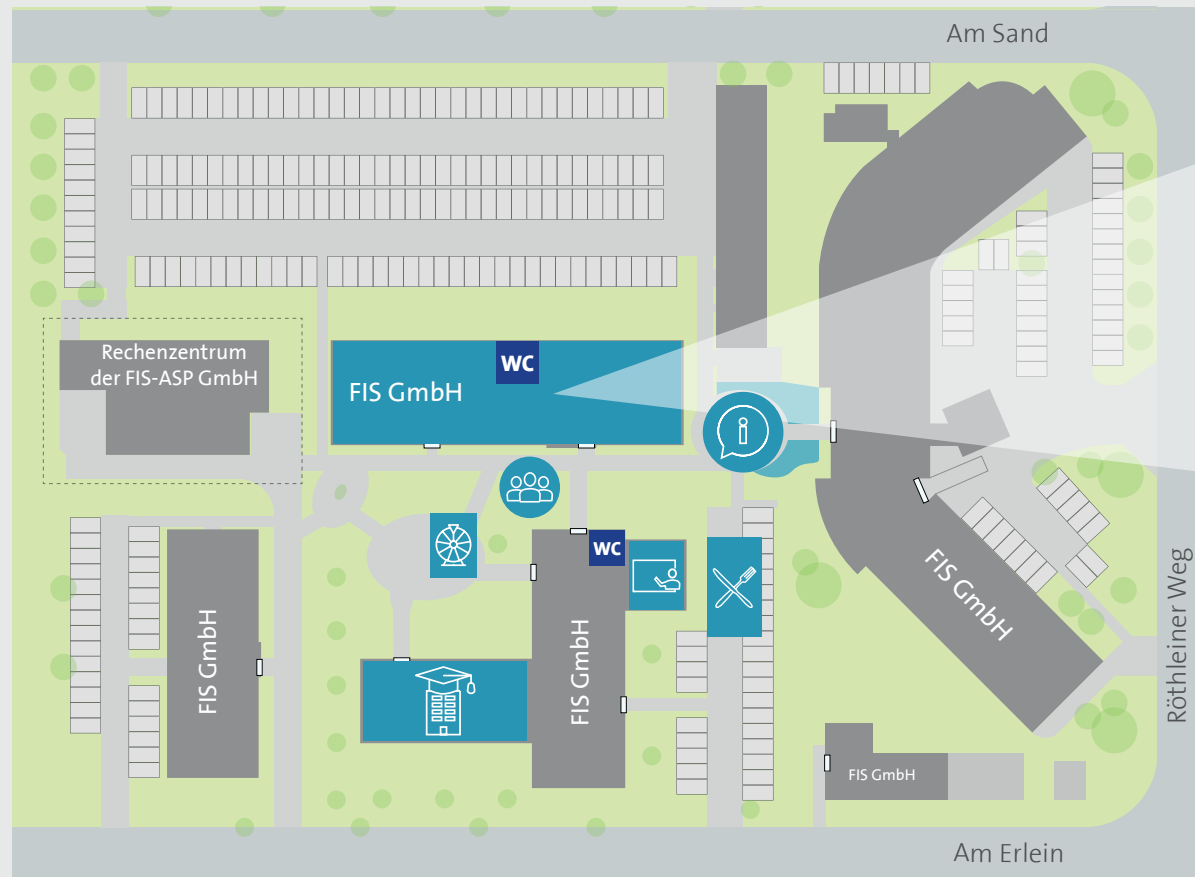 Am Sand
Rechenzentrum
der FIS-ASP GmbH
WC
FIS GmbH
WC
FIS GmbH
FIS GmbH
FIS GmbH
FIS GmbH
Röthleiner Weg
Am Erlein